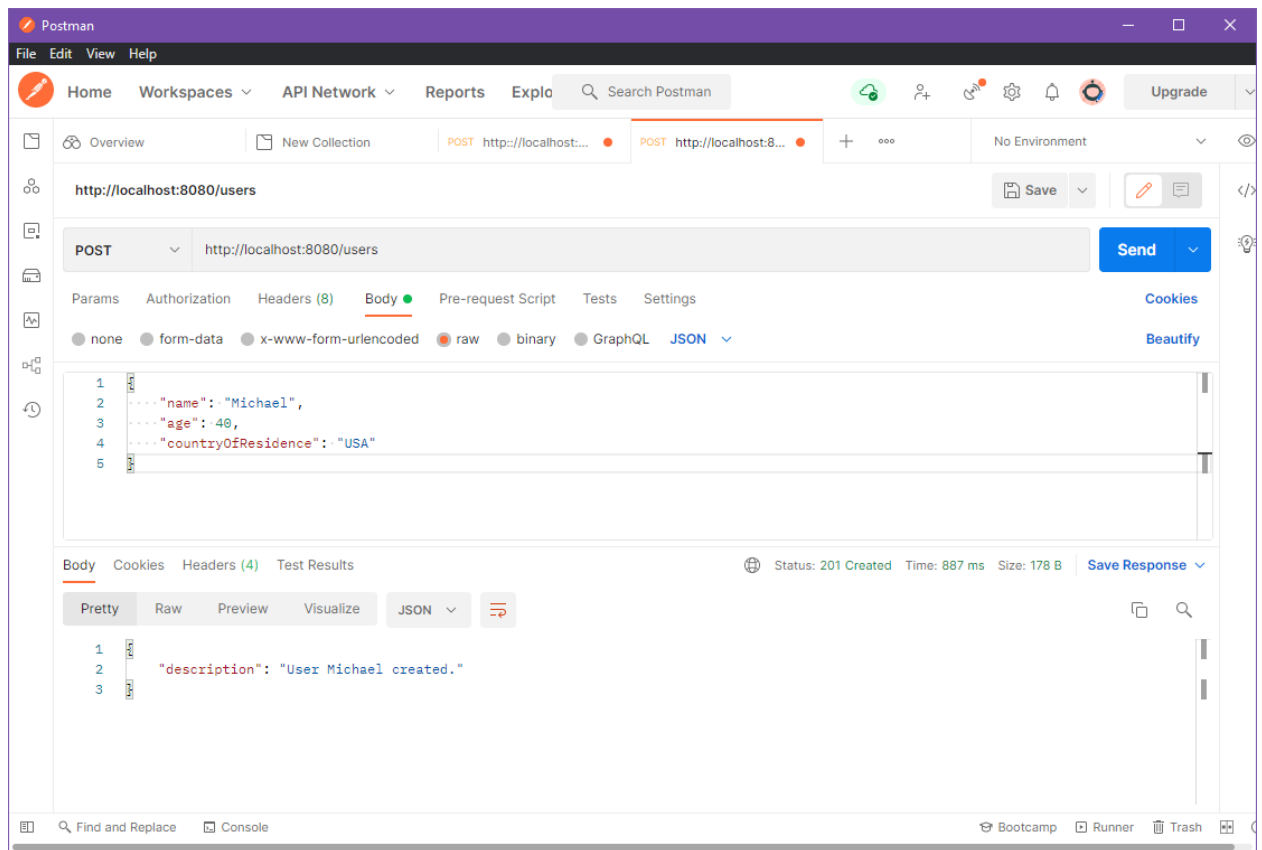 Postman
File Edit View Help
Home Workspaces API Network Reports Explo Search Postman Upgrade
Overview New Collection POST http:://localhost:... POST http://localhost:8... No Environment
http://localhost:8080/users Save
POST http://localhost:8080/users Send
Params Authorization Headers (8) Body Pre-request Script Tests Settings Cookies
none form-data x-www-form-urlencoded raw binary GraphQL JSON Beautify
1 {
2 "name": "Michael",
3 "age": 40,
4 "countryOfResidence": "USA"
5 }
Body Cookies Headers (4) Test Results Status: 201 Created Time: 887 ms Size: 178 B Save Response
Pretty Raw Preview Visualize JSON
1 {
2 "description": "User Michael created."
3 }
Find and Replace Console Bootcamp Runner Trash